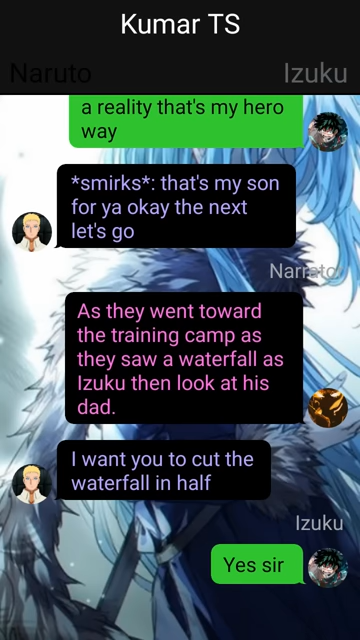 Kumar TS
Naruto
Izuku
a reality that's my hero
way
*smirks*: that's my son
for ya okay the next
let's go
Narrator
As they went toward
the training camp as
they saw a waterfall as
Izuku then look at his
dad.
I want you to cut the
waterfall in half
Izuku
Yes sir